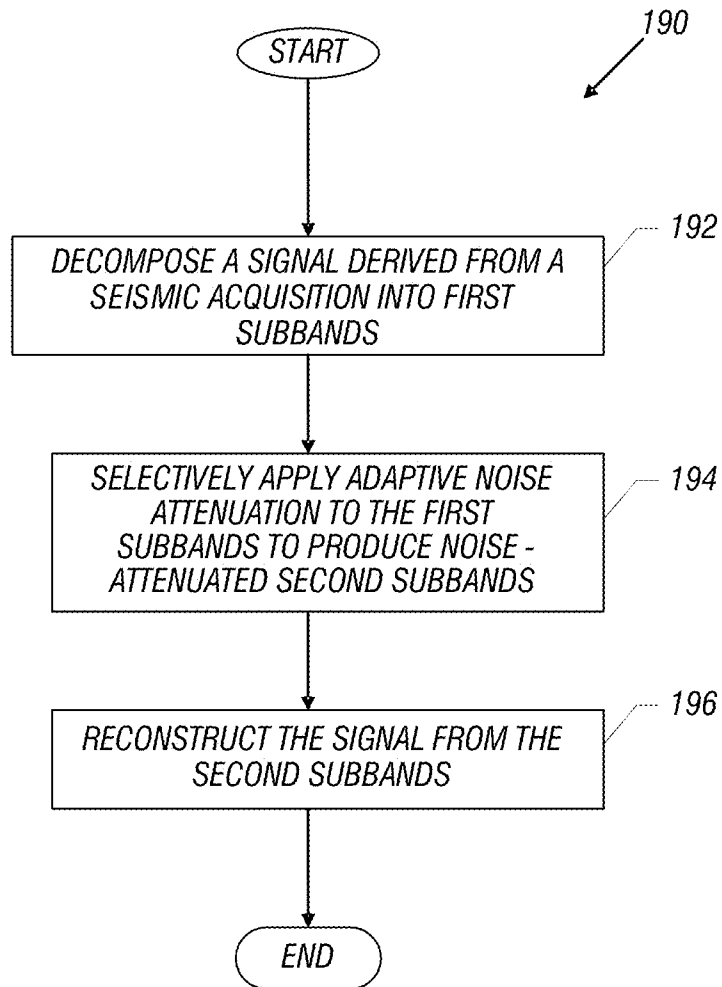 190
START
192
DECOMPOSE A SIGNAL DERIVED FROM A
SEISMIC ACQUISITION INTO FIRST
SUBBANDS
194
SELECTIVELY APPLY ADAPTIVE NOISE
ATTENUATION TO THE FIRST
SUBBANDS TO PRODUCE NOISE -
ATTENUATED SECOND SUBBANDS
196
RECONSTRUCT THE SIGNAL FROM THE
SECOND SUBBANDS
END